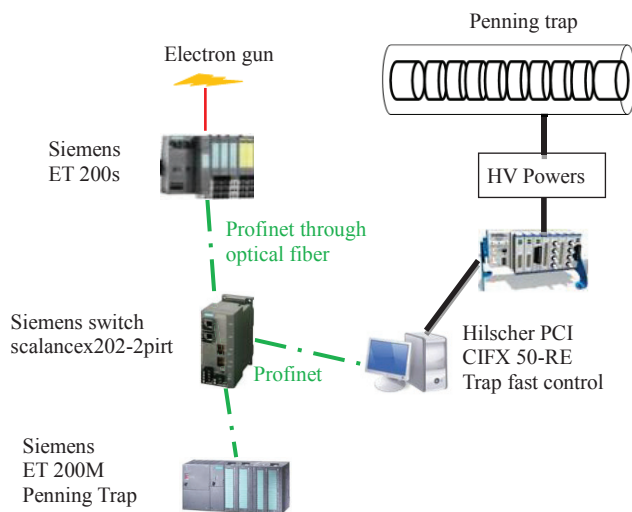 Penning trap
Electron gun
Siemens
ET 200s
HV Powers
Profinet through
optical fiber
Siemens switch
scalancex202-2pirt
Profinet
Hilscher PCI
CIFX 50-RE
Trap fast control
Siemens
ET 200M
Penning Trap